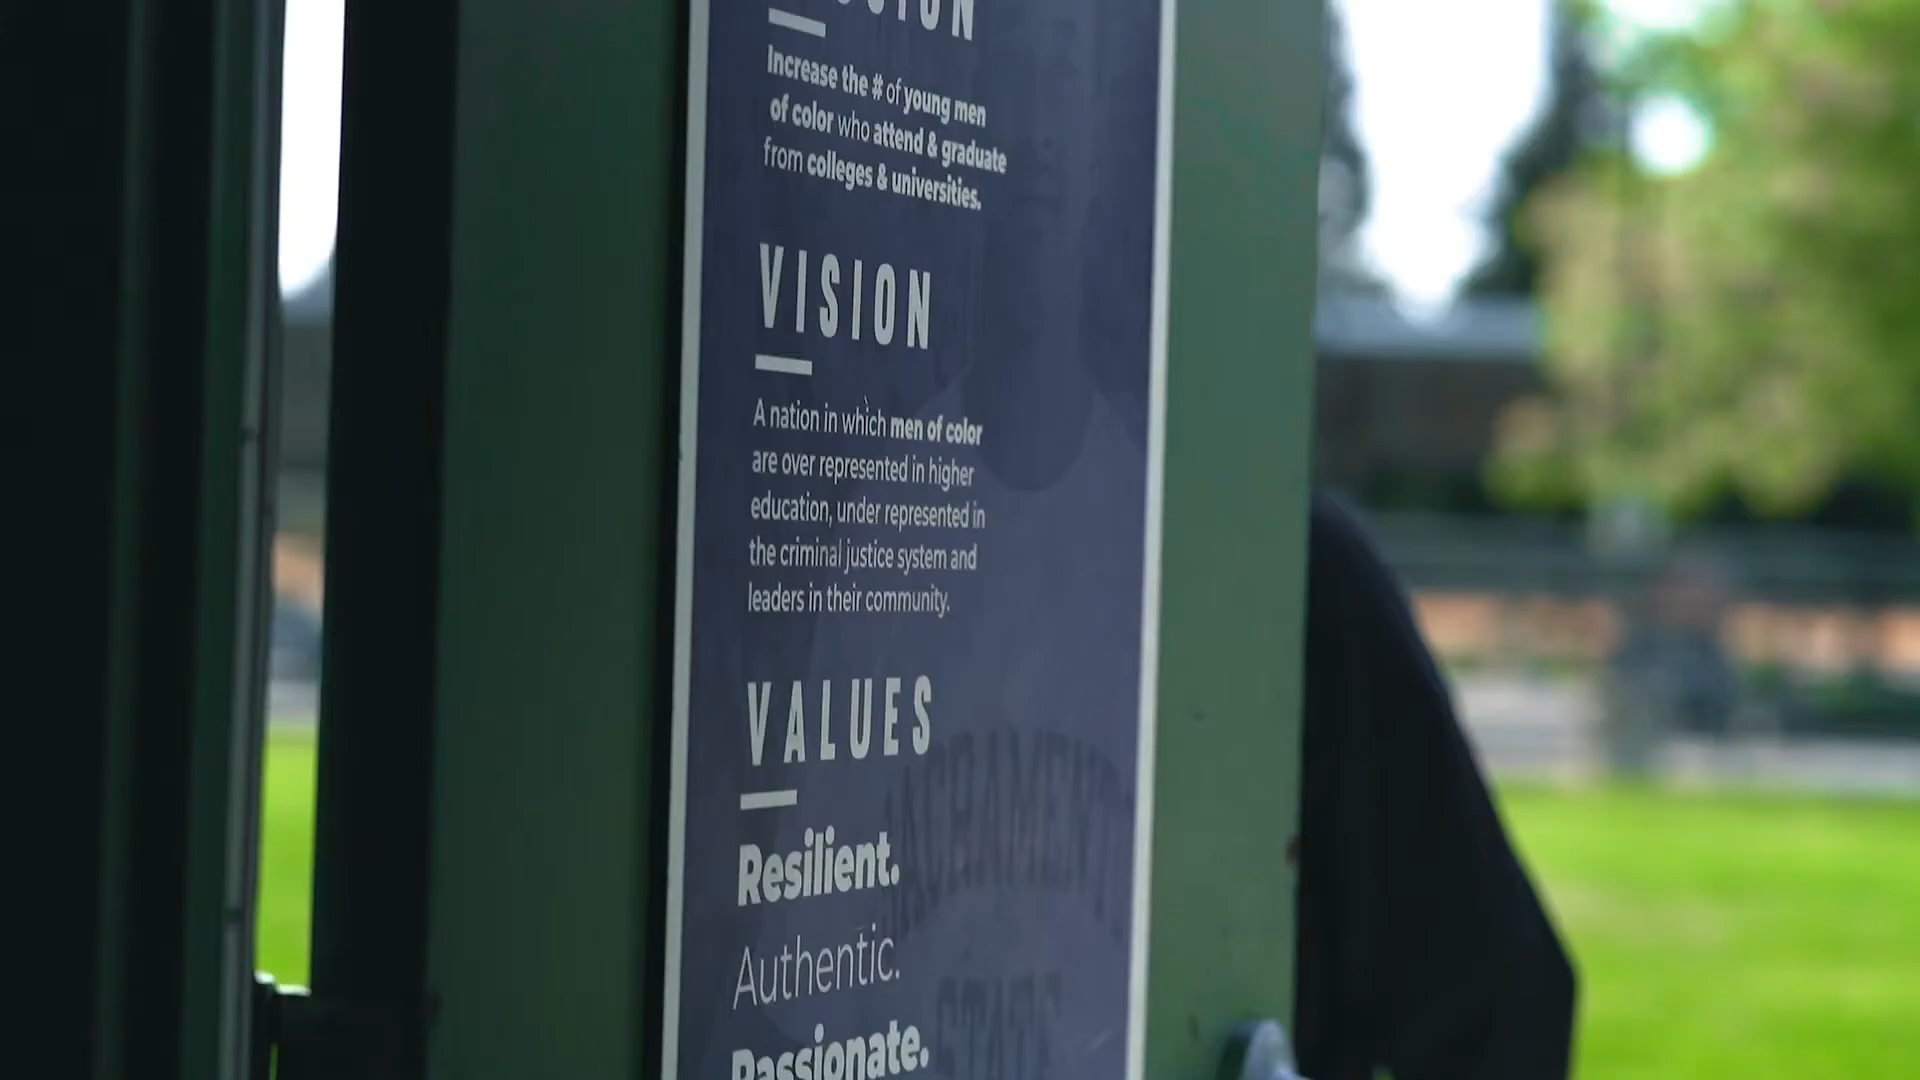 Increase the # of young men
of color who attend & graduate
from colleges & universities.
VISION
A nation in which men of color
are over represented in higher
education, under represented in
the criminal justice system and
leaders in their community.
VALUES
Resilient.
Authentic.
Passionate.
SACRAMENTO
STATE